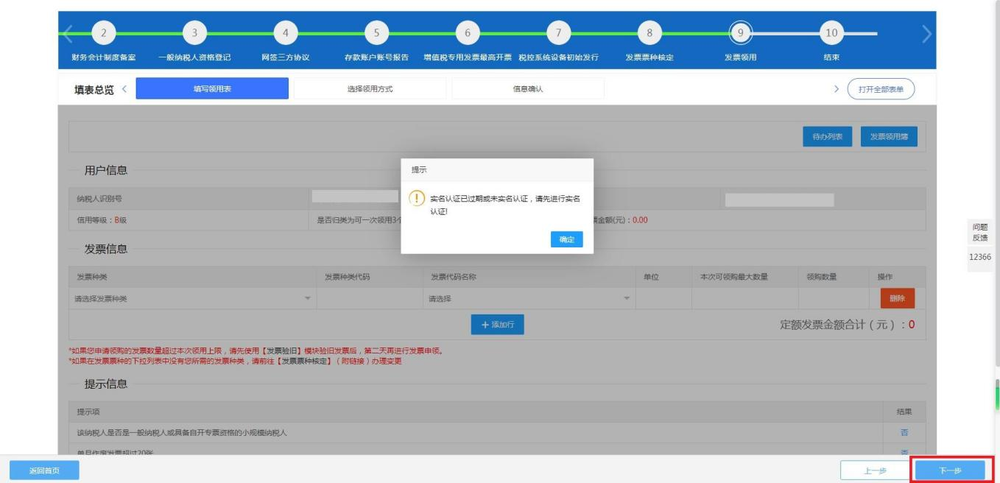 2 3 4 5 6 7 8 9 10
财务会计制度备案 一般纳税人资格登记 网签三方协议 存款账户账号报告 增值税专用发票最高开票 税控系统设备初始发行 发票票种核定 发票领用 结束
填表总览 填写领用表 选择领用方式 信息确认 打开全部表单
待办列表 发票领用簿
用户信息
提示
纳税人识别号
实名认证已过期或未实名认证，请先进行实名
认证!
信用等级：B级 是否归类为可一次领用3个 金额(元)：0.00
确定
问题
反馈
12366
发票信息
发票种类 发票种类代码 发票代码名称 单位 本次可领购最大数量 领购数量 操作
请选择发票种类 请选择 删除
+ 添加行 定额发票金额合计（元）：0
*如果您申请领购的发票数量超过本次领用上限，请先使用【发票验旧】模块验旧发票后，第二天再进行发票申领。
*如果在发票票种的下拉列表中没有您所需的发票种类，请前往【发票票种核定】（附链接）办理变更
提示信息
提示项 结果
该纳税人是否是一般纳税人或具备自开专票资格的小规模纳税人 否
单月作废发票超过20张 否
返回首页 上一步 下一步